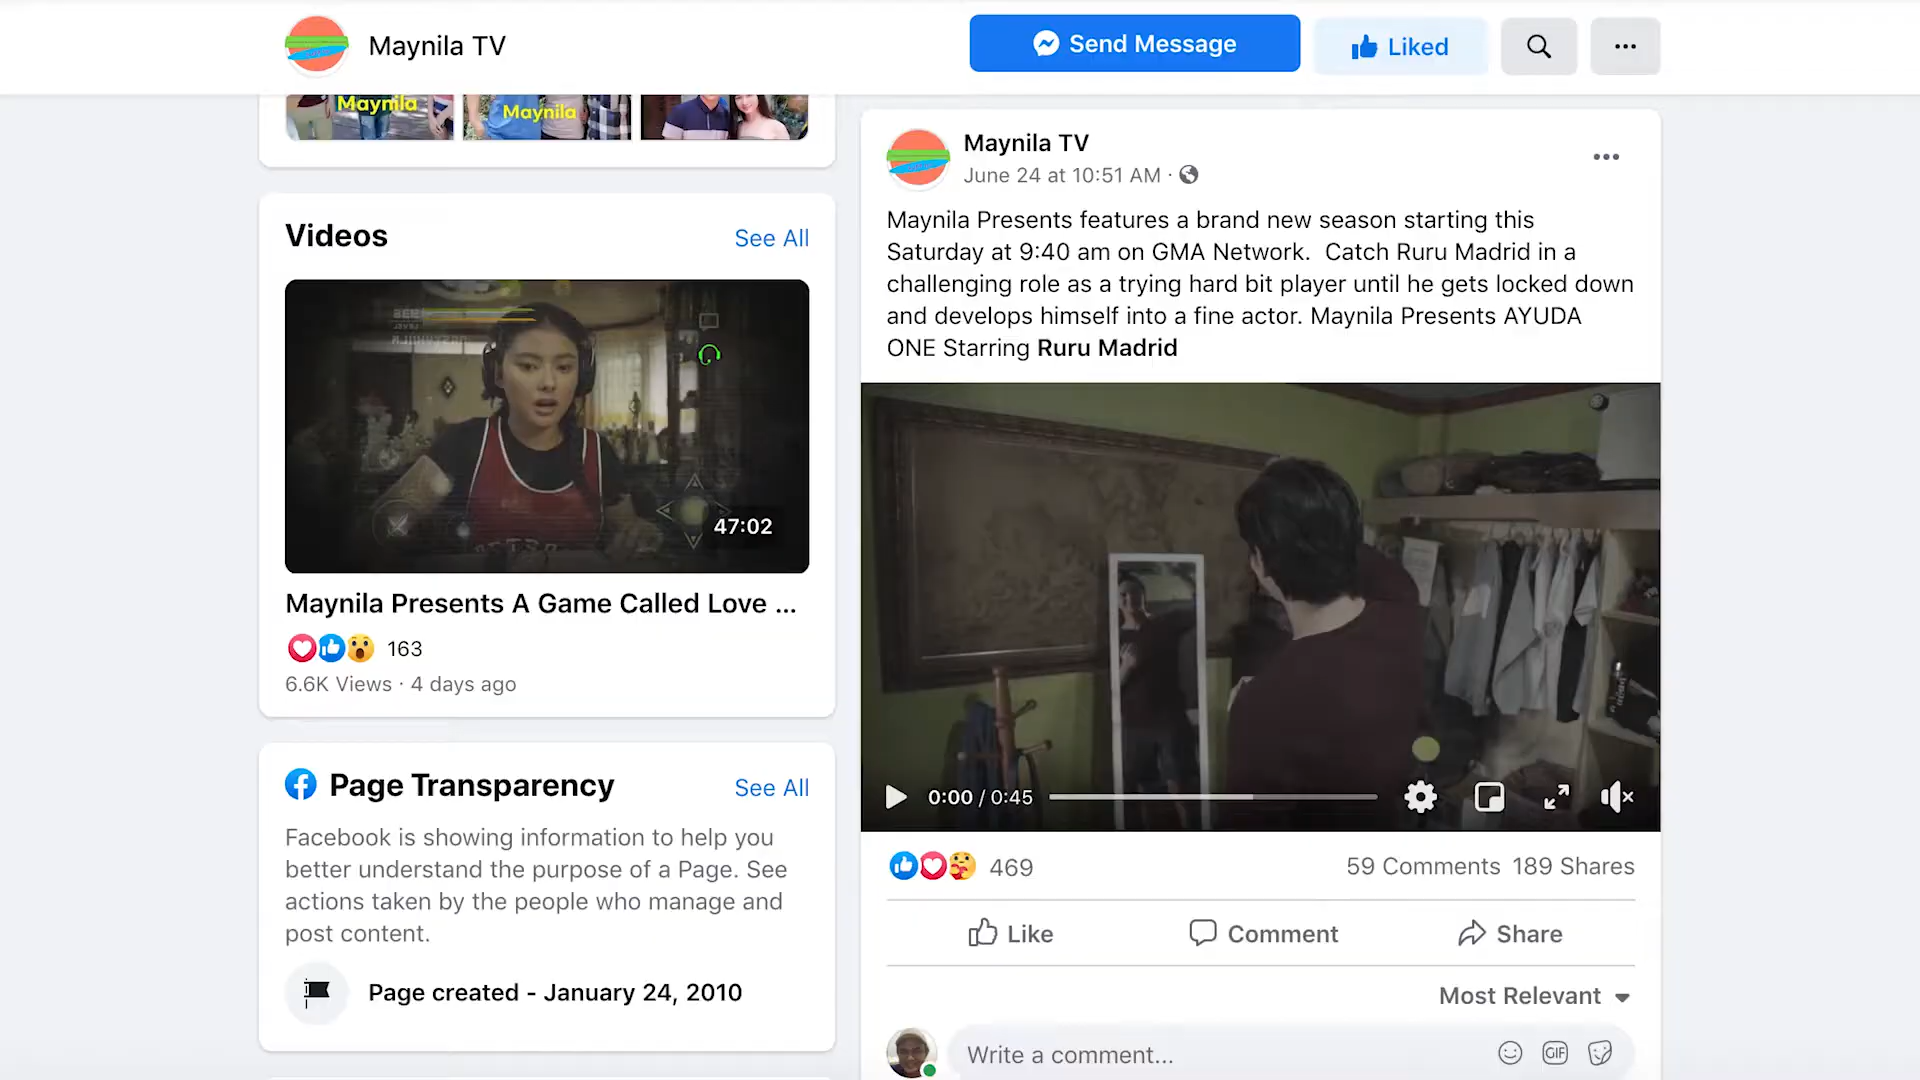 Maynila TV
Send Message
Liked
Maynila
Maynila
Videos
See All
47:02
Maynila Presents A Game Called Love ...
163
6.6K Views · 4 days ago
Page Transparency
See All
Facebook is showing information to help you
better understand the purpose of a Page. See
actions taken by the people who manage and
post content.
Page created - January 24, 2010
Maynila TV
June 24 at 10:51 AM ·
Maynila Presents features a brand new season starting this
Saturday at 9:40 am on GMA Network.  Catch Ruru Madrid in a
challenging role as a trying hard bit player until he gets locked down
and develops himself into a fine actor. Maynila Presents AYUDA
ONE Starring Ruru Madrid
0:00 / 0:45
469
59 Comments 189 Shares
Like
Comment
Share
Most Relevant
Write a comment...
GIF